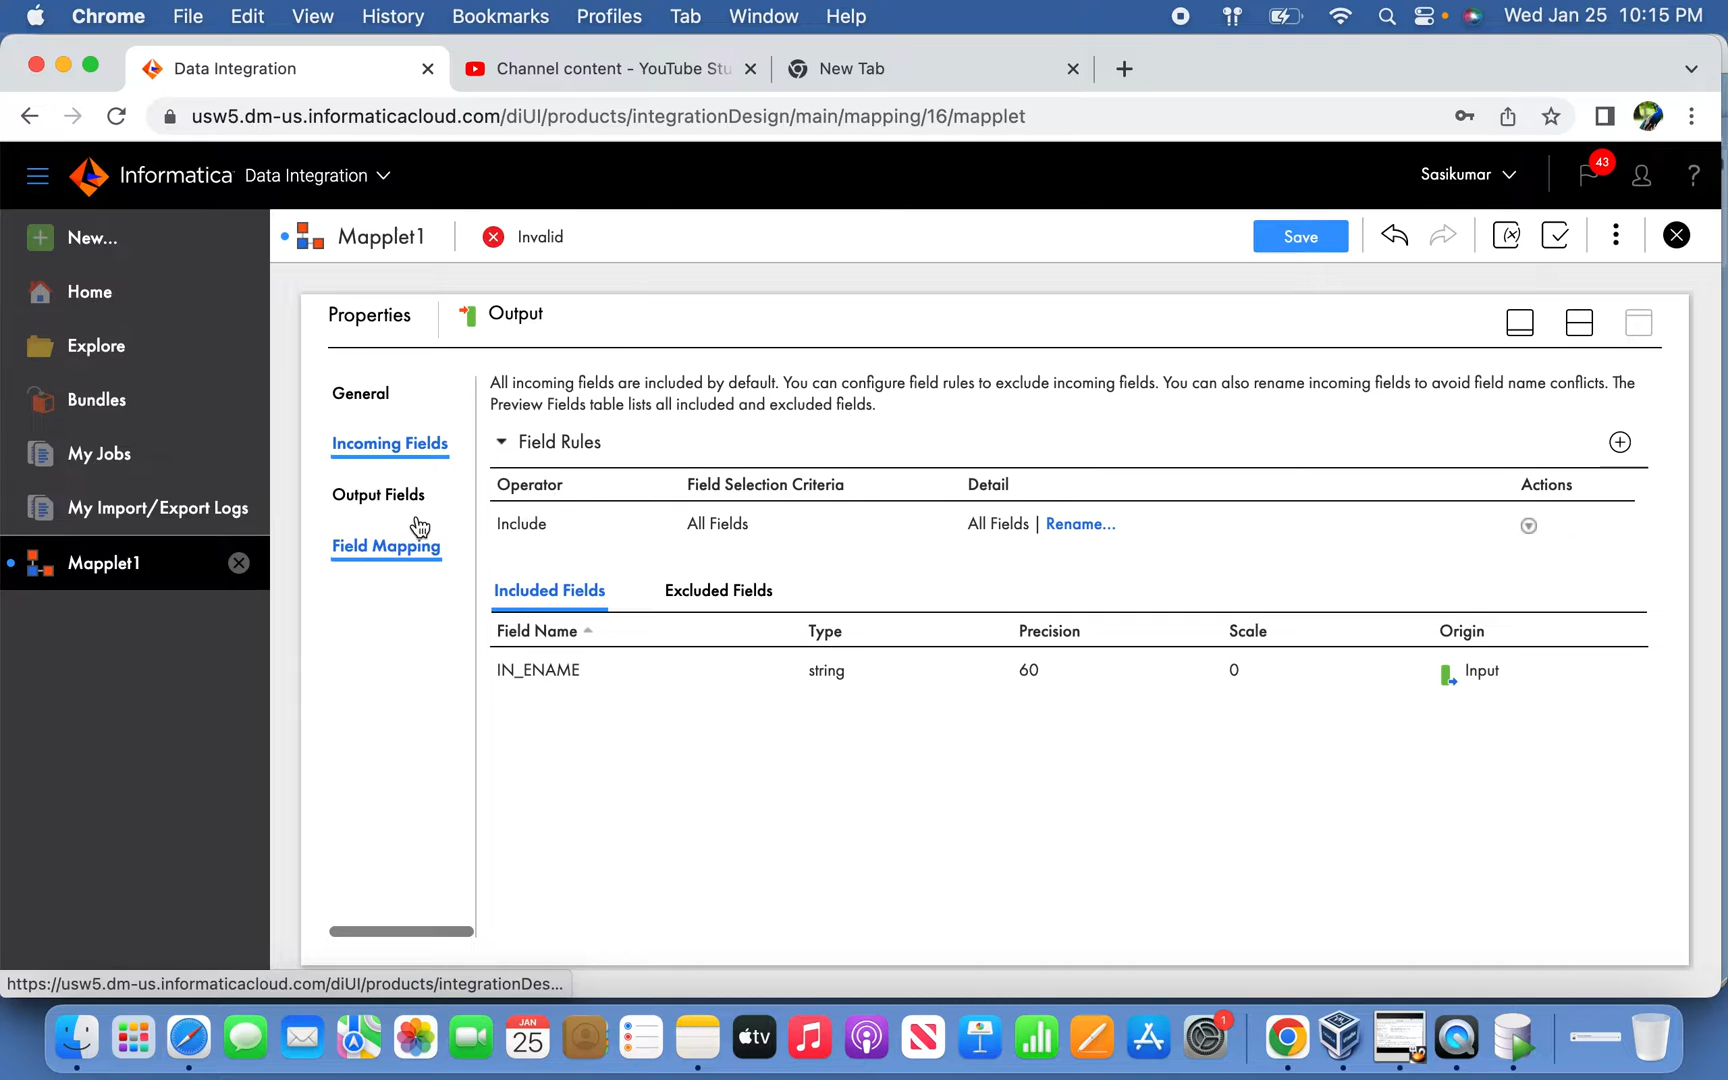 Chrome File Edit View History Bookmarks Profiles Tab Window Help Wed Jan 25 10:15 PM
Data Integration Channel content - YouTube Stu New Tab
usw5.dm-us.informaticacloud.com/diUI/products/integrationDesign/main/mapping/16/mapplet
Informatica Data Integration Sasikumar 43 ?
New... Mapplet1 Invalid Save
Home
Explore
Bundles
My Jobs
My Import/Export Logs
Mapplet1
Properties Output
General
Incoming Fields
Output Fields
Field Mapping
All incoming fields are included by default. You can configure field rules to exclude incoming fields. You can also rename incoming fields to avoid field name conflicts. The
Preview Fields table lists all included and excluded fields.
Field Rules
Operator Field Selection Criteria Detail Actions
Include All Fields All Fields | Rename...
Included Fields Excluded Fields
Field Name Type Precision Scale Origin
IN_ENAME string 60 0 Input
https://usw5.dm-us.informaticacloud.com/diUI/products/integrationDes...
JAN
25
tv
1